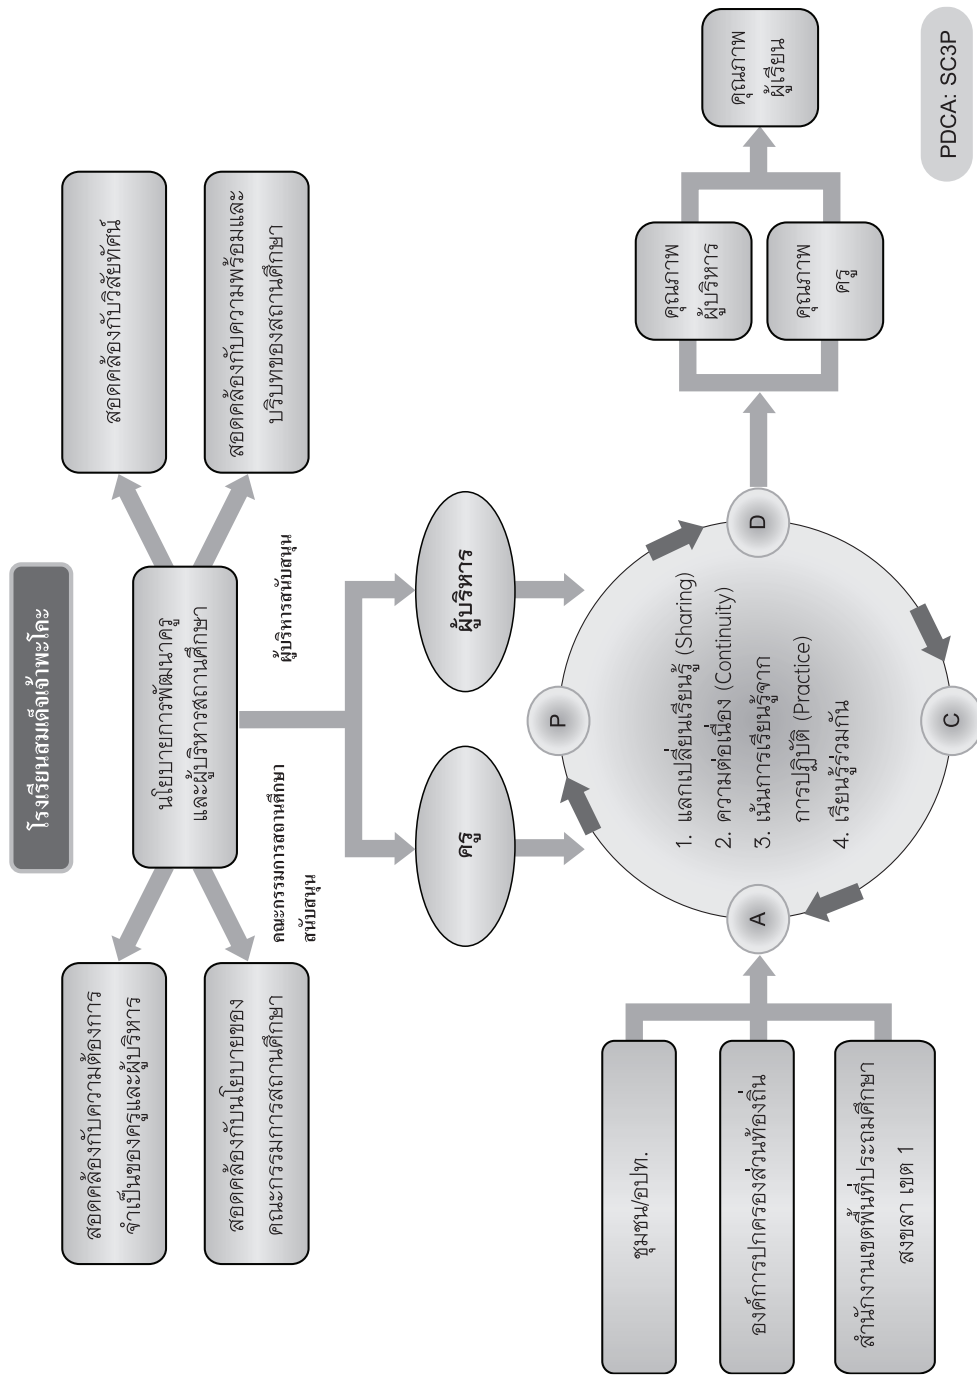 โรงเรียนสมเด็จเจ้าพะโคะ
สอดคล้องกับความต้องการ
จำเป็นของครูและผู้บริหาร
สอดคล้องกับนโยบายของ
คณะกรรมการสถานศึกษา
นโยบายการพัฒนาครู
และผู้บริหารสถานศึกษา
สอดคล้องกับวิสัยทัศน์
สอดคล้องกับความพร้อมและ
บริบทของสถานศึกษา
คณะกรรมการสถานศึกษา
สนับสนุน
ผู้บริหารสนับสนุน
ครู
ผู้บริหาร
ชุมชน/อปท.
องค์การปกครองส่วนท้องถิ่น
สำนักงานเขตพื้นที่ประถมศึกษา
สงขลา เขต 1
P
A
1. แลกเปลี่ยนเรียนรู้ (Sharing)
2. ความต่อเนื่อง (Continuity)
3. เน้นการเรียนรู้จาก
การปฏิบัติ (Practice)
4. เรียนรู้ร่วมกัน
D
C
คุณภาพ
ผู้บริหาร
คุณภาพ
ครู
คุณภาพ
ผู้เรียน
PDCA: SC3P